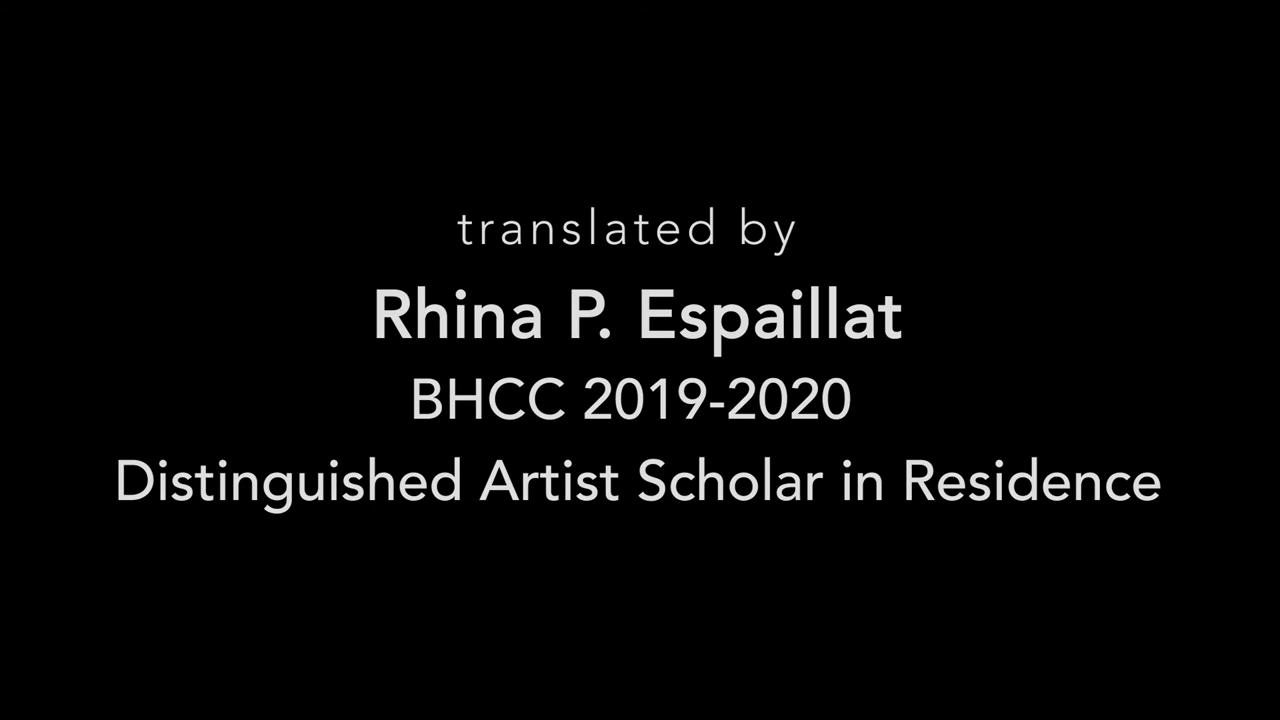 translated by
Rhina P. Espaillat
BHCC 2019-2020
Distinguished Artist Scholar in Residence